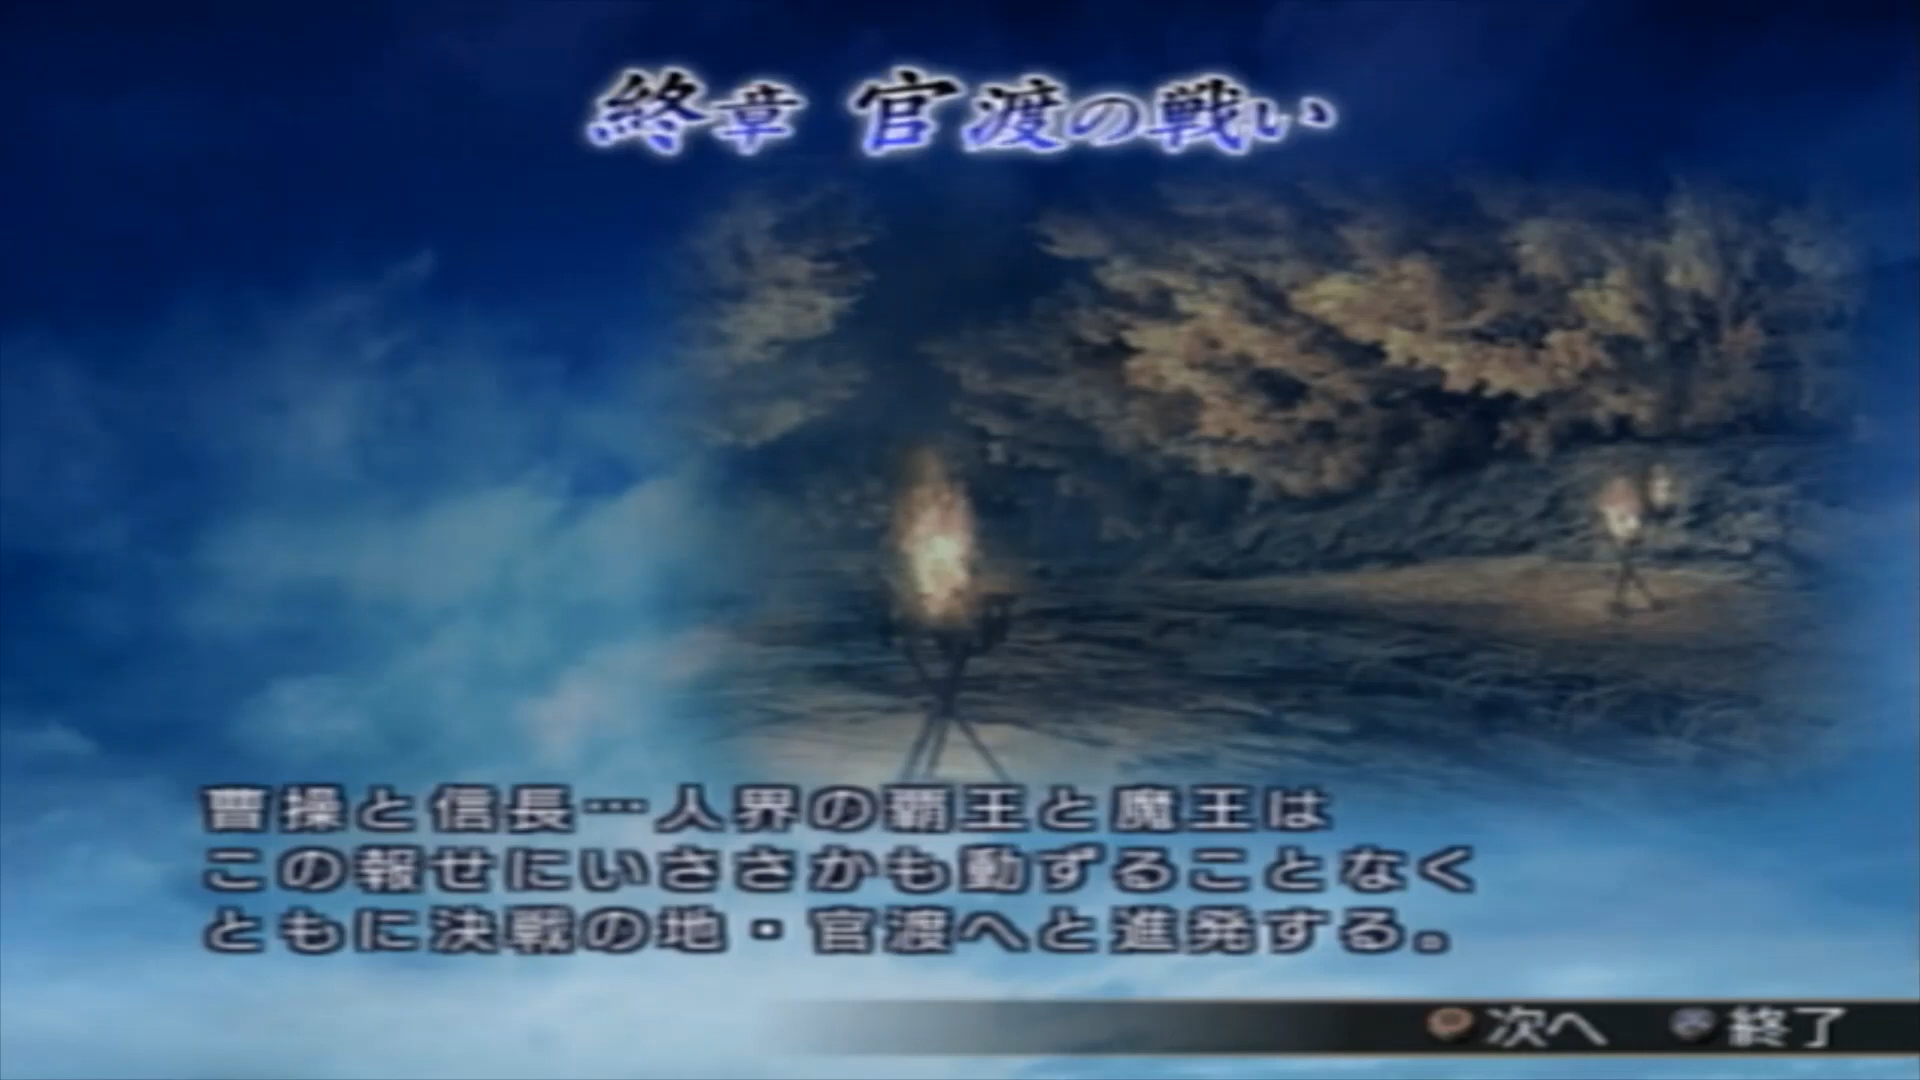 終章 官渡の戦い
曹操と信長…人界の覇王と魔王は
この報せにいささかも動ずることなく
ともに決戦の地・官渡へと進発する。
次へ 終了